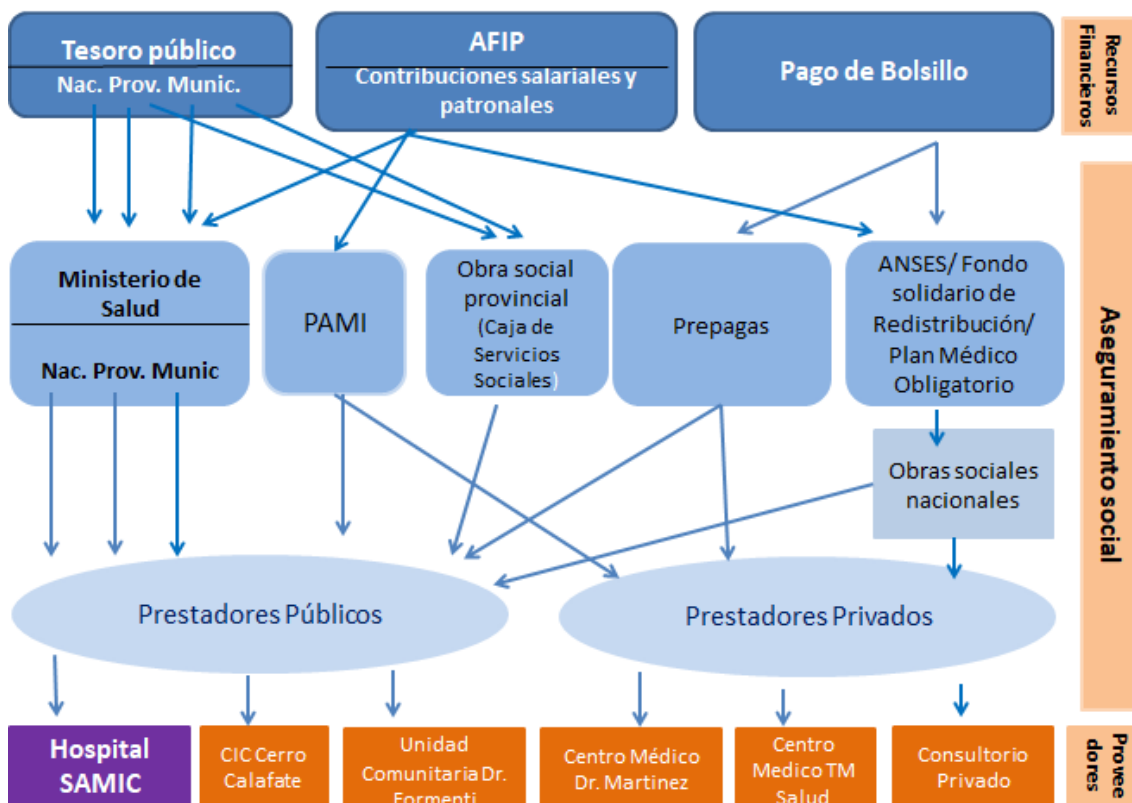 Tesoro público
Nac. Prov. Munic.
AFIP
Contribuciones salariales y
patronales
Pago de Bolsillo
Recursos
Financieros
Ministerio de
Salud
Nac. Prov. Munic
PAMI
Obra social
provincial
(Caja de
Servicios
Sociales)
Prepagas
ANSES/ Fondo
solidario de
Redistribución/
Plan Médico
Obligatorio
Obras sociales
nacionales
Aseguramiento social
Prestadores Públicos
Prestadores Privados
Hospital
SAMIC
CIC Cerro
Calafate
Unidad
Comunitaria Dr.
Formenti
Centro Médico
Dr. Martinez
Centro
Medico TM
Salud
Consultorio
Privado
Provee
dores